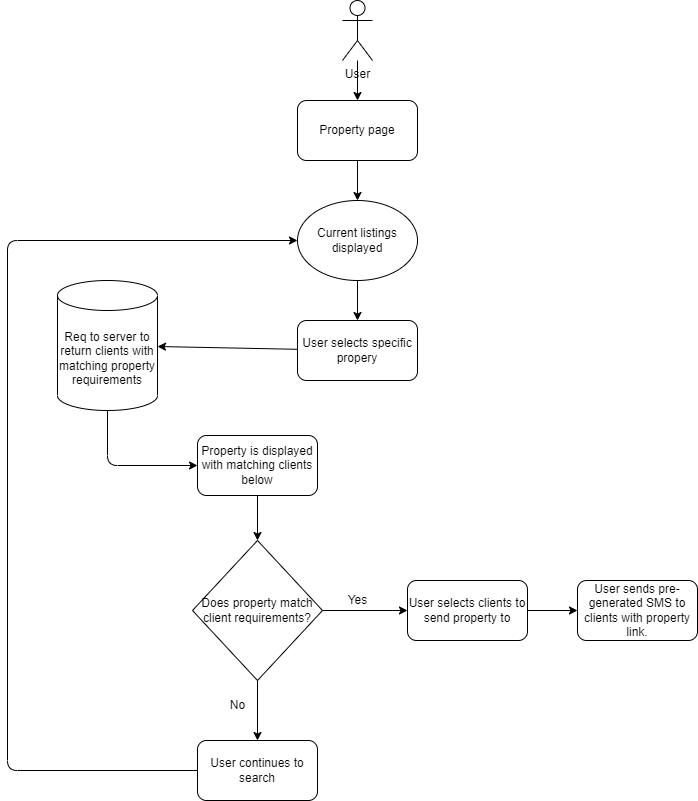 User
Property page
Current listings
displayed
User selects specific
propery
Req to server to
return clients with
matching property
requirements
Property is displayed
with matching clients
below
Does property match
client requirements?
Yes
User selects clients to
send property to
User sends pre-
generated SMS to
clients with property
link.
No
User continues to
search